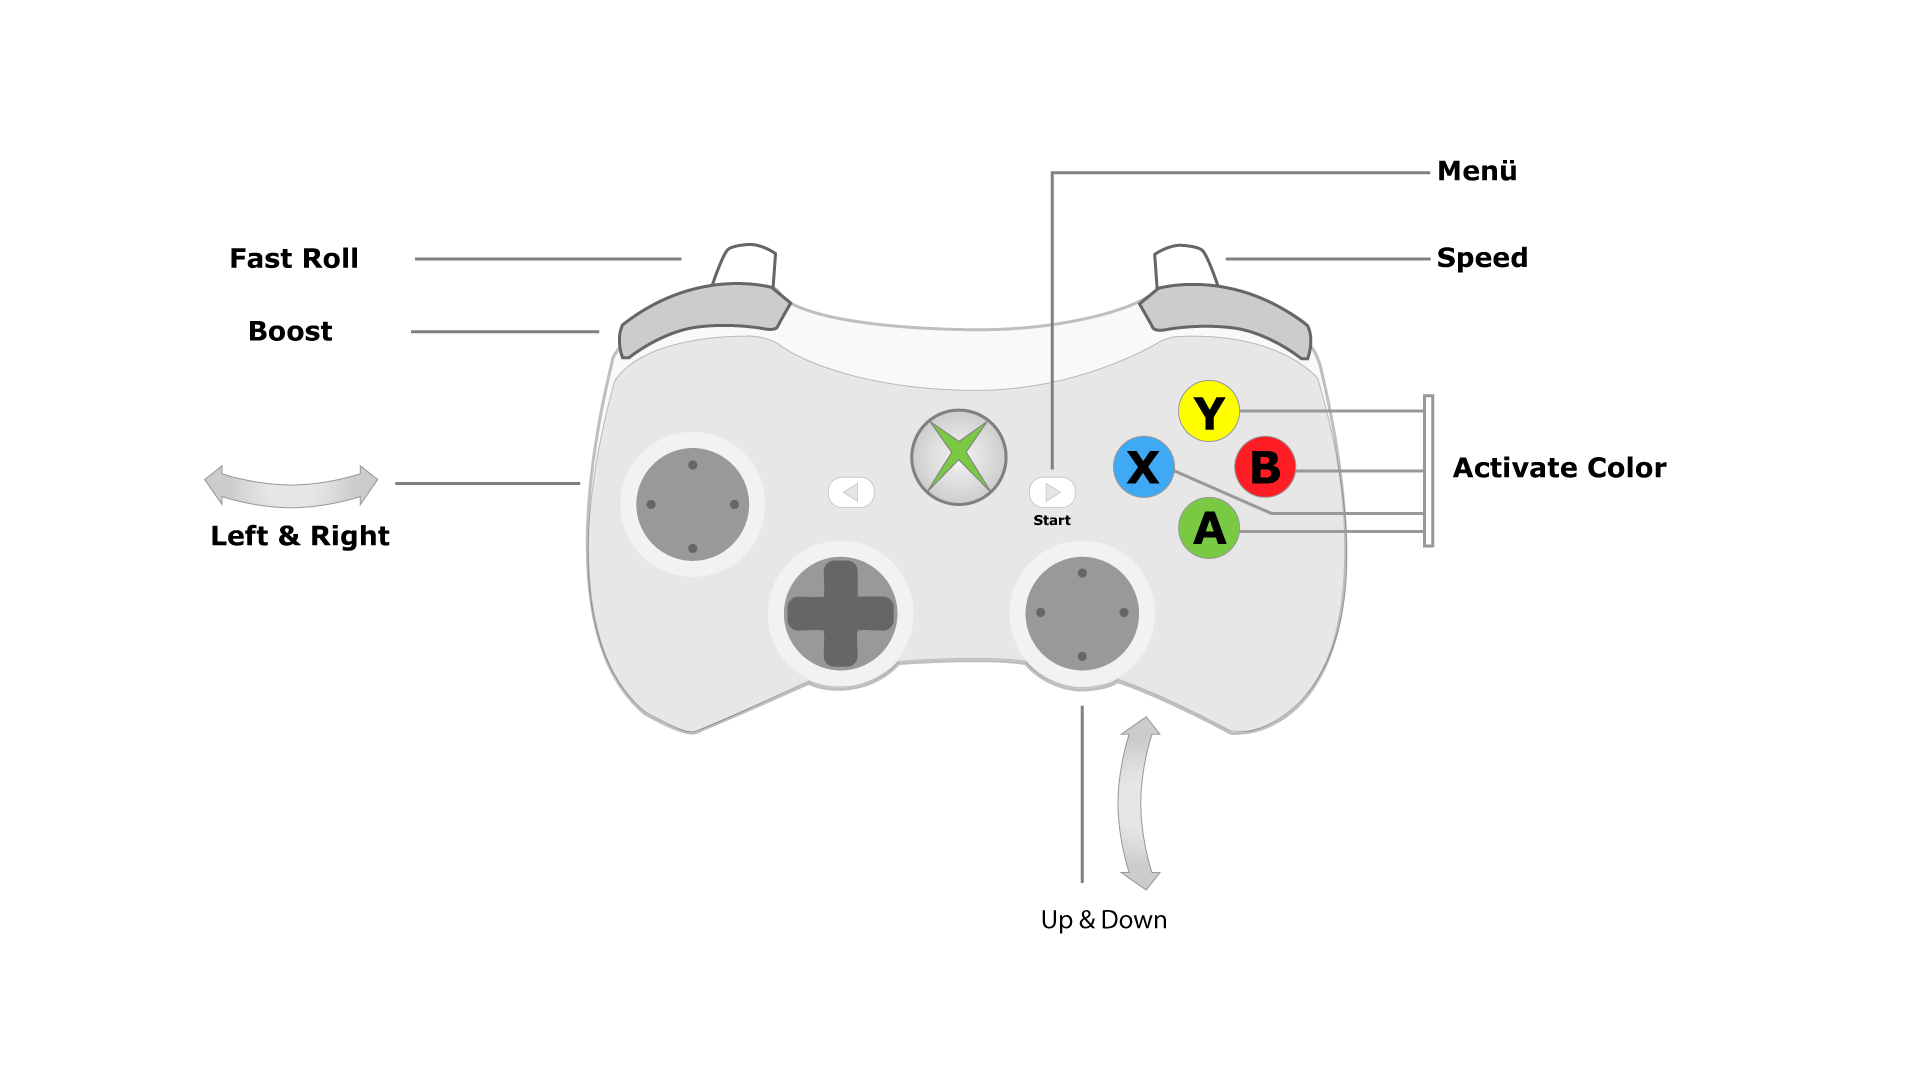 Menü
Fast Roll
Speed
Boost
Y
X
B
Activate Color
Start
A
Left & Right
Up & Down